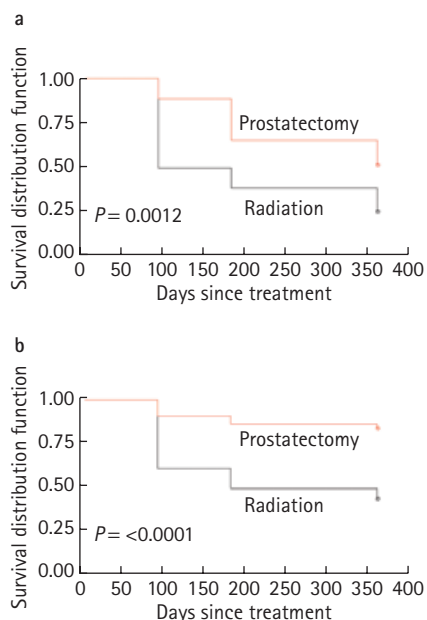 a
Survival distribution function
1.00
0.75
0.50
0.25
0.00
Prostatectomy
Radiation
P = 0.0012
0 50 100 150 200 250 300 350 400
Days since treatment
b
Survival distribution function
1.00
0.75
0.50
0.25
0.00
Prostatectomy
Radiation
P = <0.0001
0 50 100 150 200 250 300 350 400
Days since treatment